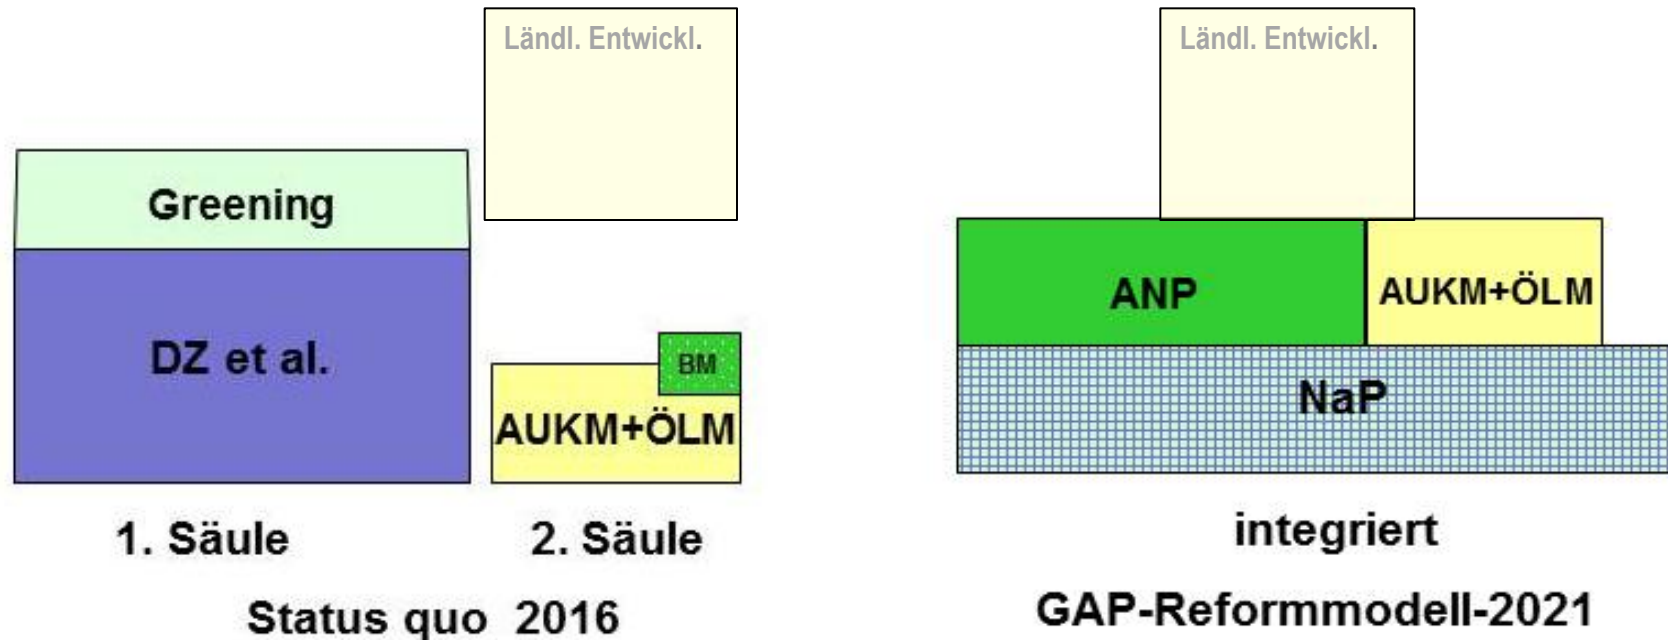 Ländl. Entwickl.
Greening
DZ et al.
BM
AUKM+ÖLM
1. Säule
2. Säule
Status quo 2016
Ländl. Entwickl.
ANP
AUKM+ÖLM
NaP
integriert
GAP-Reformmodell-2021